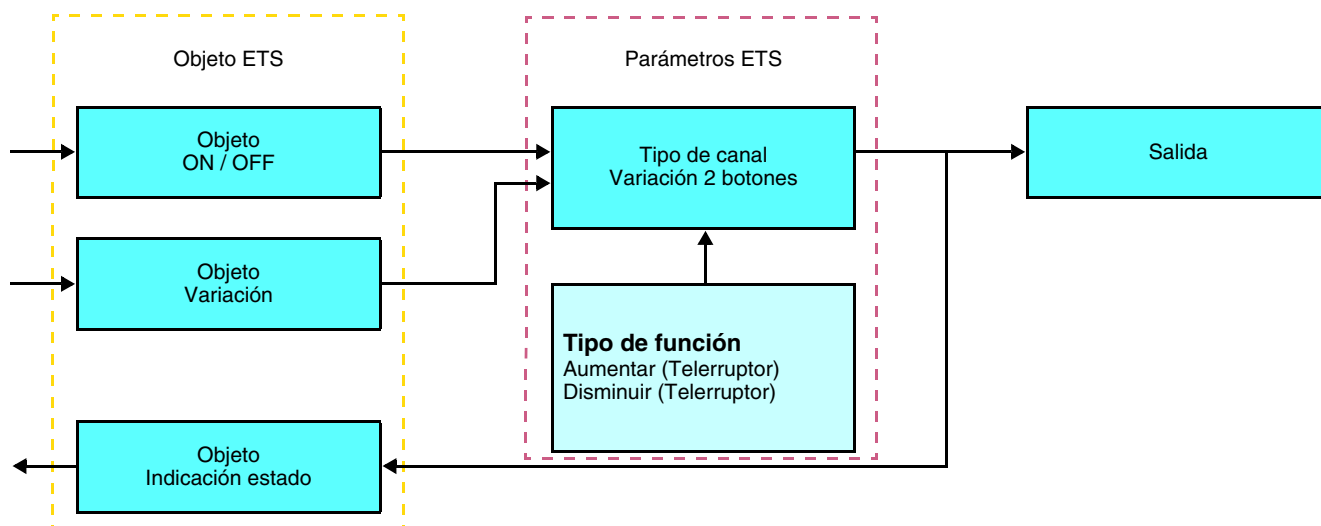 Objeto ETS
Parámetros ETS
Objeto
ON / OFF
Tipo de canal
Variación 2 botones
Salida
Objeto
Variación
Tipo de función
Aumentar (Telerruptor)
Disminuir (Telerruptor)
Objeto
Indicación estado